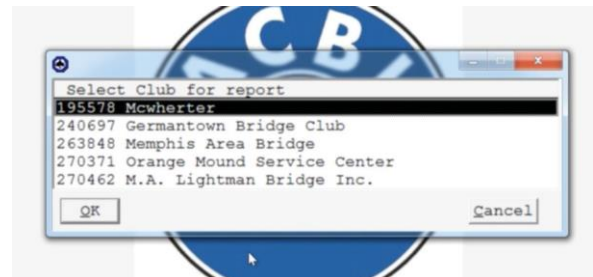 ACBL
Select Club for report
195578 Mcwherter
240697 Germantown Bridge Club
263848 Memphis Area Bridge
270371 Orange Mound Service Center
270462 M.A. Lightman Bridge Inc.
OK
Cancel